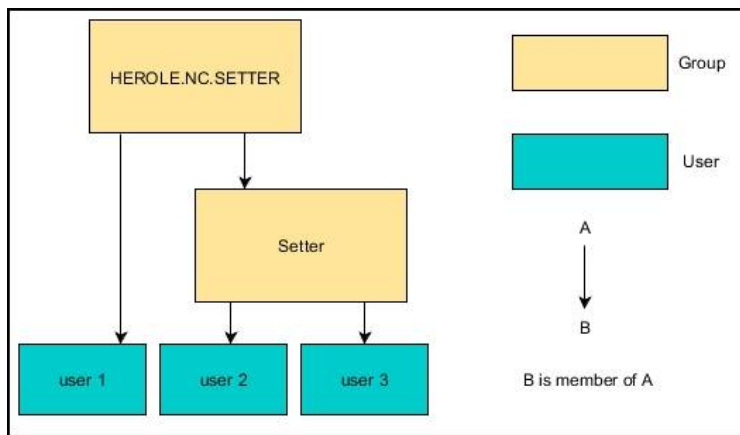 HEROLE.NC.SETTER
Group
User
Setter
A
B
user 1
user 2
user 3
B is member of A